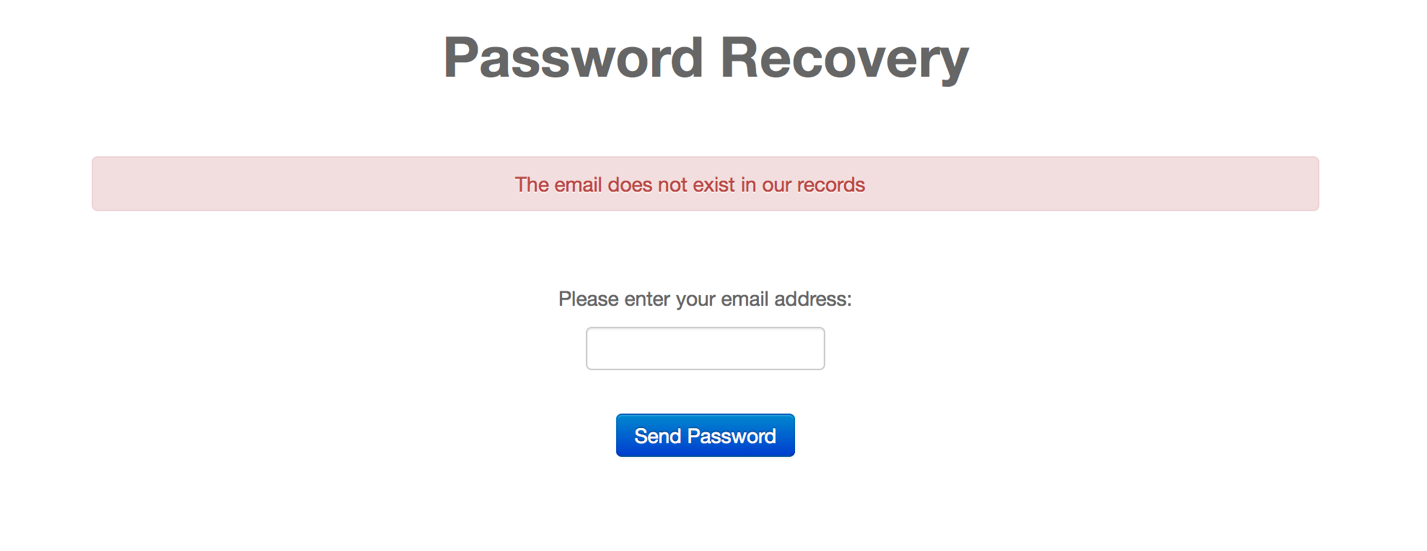 Password Recovery
The email does not exist in our records
Please enter your email address:
Send Password